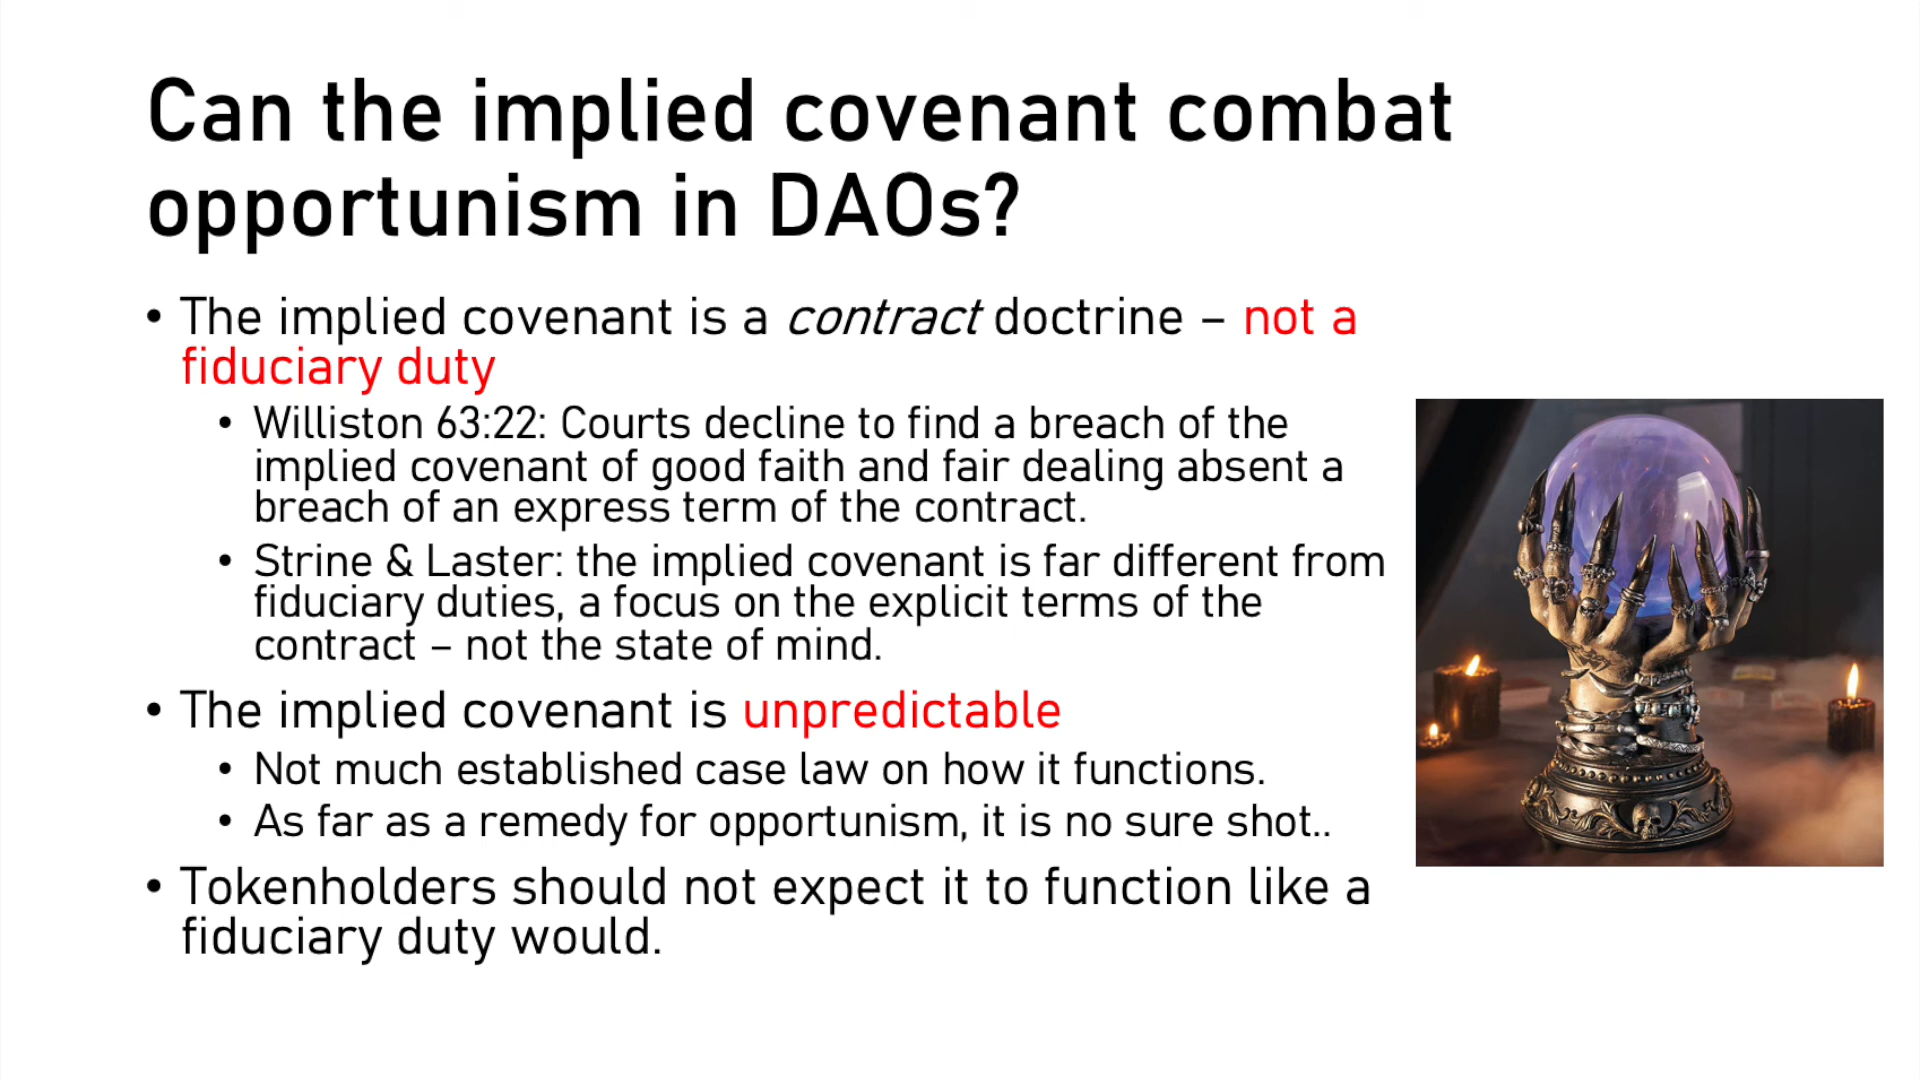 Can the implied covenant combat
opportunism in DAOs?
• The implied covenant is a contract doctrine – not a
fiduciary duty
• Williston 63:22: Courts decline to find a breach of the
implied covenant of good faith and fair dealing absent a
breach of an express term of the contract.
• Strine & Laster: the implied covenant is far different from
fiduciary duties, a focus on the explicit terms of the
contract – not the state of mind.
• The implied covenant is unpredictable
• Not much established case law on how it functions.
• As far as a remedy for opportunism, it is no sure shot..
• Tokenholders should not expect it to function like a
fiduciary duty would.